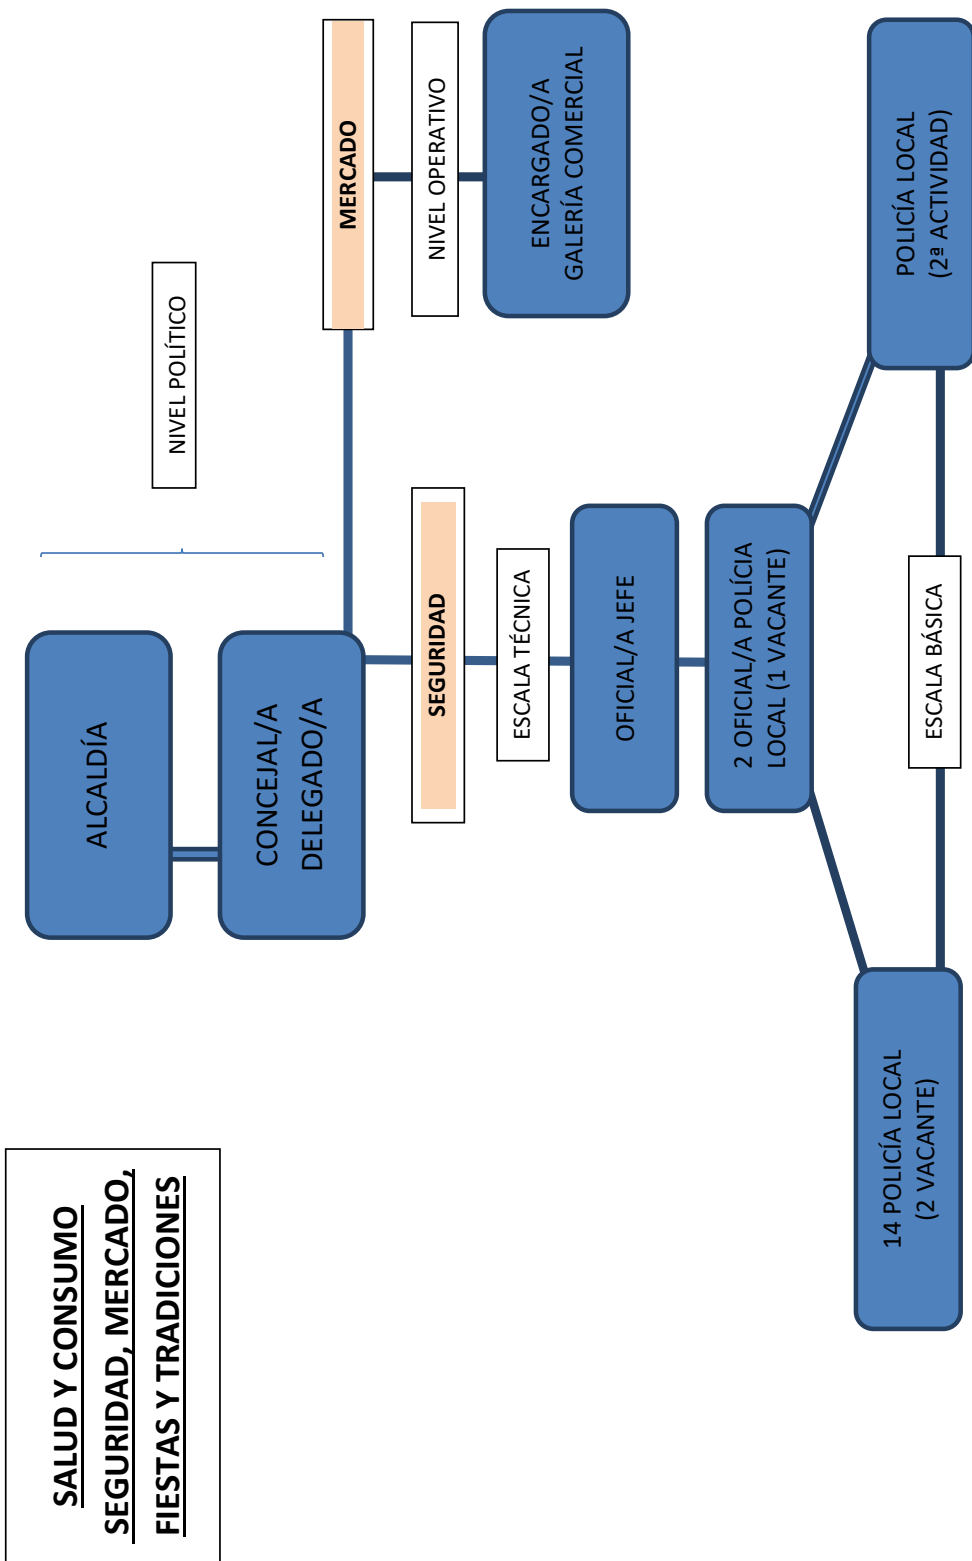 SALUD Y CONSUMO
SEGURIDAD, MERCADO,
FIESTAS Y TRADICIONES
ALCALDÍA
CONCEJAL/A
DELEGADO/A
NIVEL POLÍTICO
SEGURIDAD
MERCADO
ESCALA TÉCNICA
NIVEL OPERATIVO
OFICIAL/A JEFE
ENCARGADO/A
GALERÍA COMERCIAL
2 OFICIAL/A POLÍCIA
LOCAL (1 VACANTE)
14 POLICÍA LOCAL
(2 VACANTE)
ESCALA BÁSICA
POLICÍA LOCAL
(2ª ACTIVIDAD)